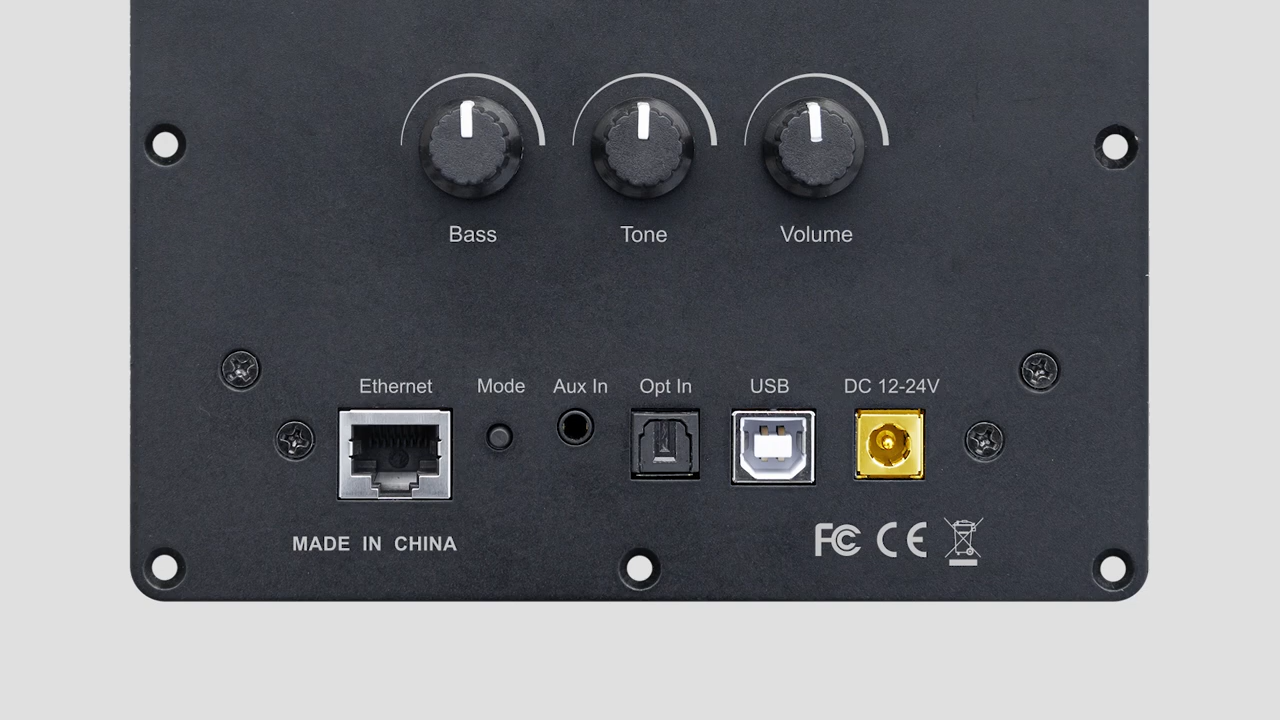 Bass Tone Volume
Ethernet Mode Aux In Opt In USB DC 12-24V
MADE IN CHINA
FC CE